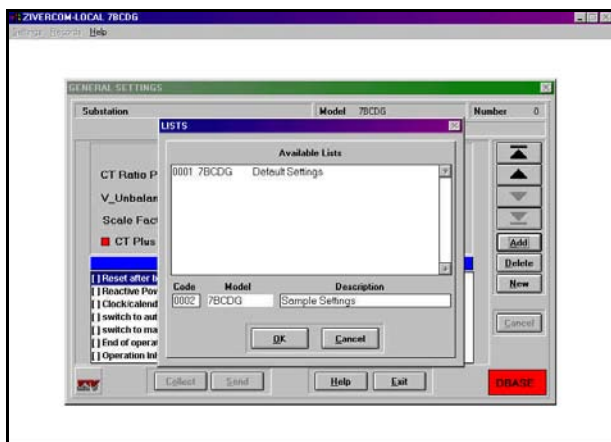 ZIVERCOM-LOCAL 7BCDG
Settings Records Help
GENERAL SETTINGS
Substation Model 7BCDG Number 0
LISTS
Available Lists
0001 7BCDG Default Settings
CT Ratio P
V_Unbalan
Scale Fact
CT Plus
Add
Delete
New
Cancel
[ ] Reset after
[ ] Reactive Pow
[ ] Clock/calend
[ ] switch to aut
[ ] switch to ma
[ ] End of opera
[ ] Operation Inl
Code Model Description
0002 7BCDG Sample Settings
OK Cancel
Collect Send Help Exit DBASE